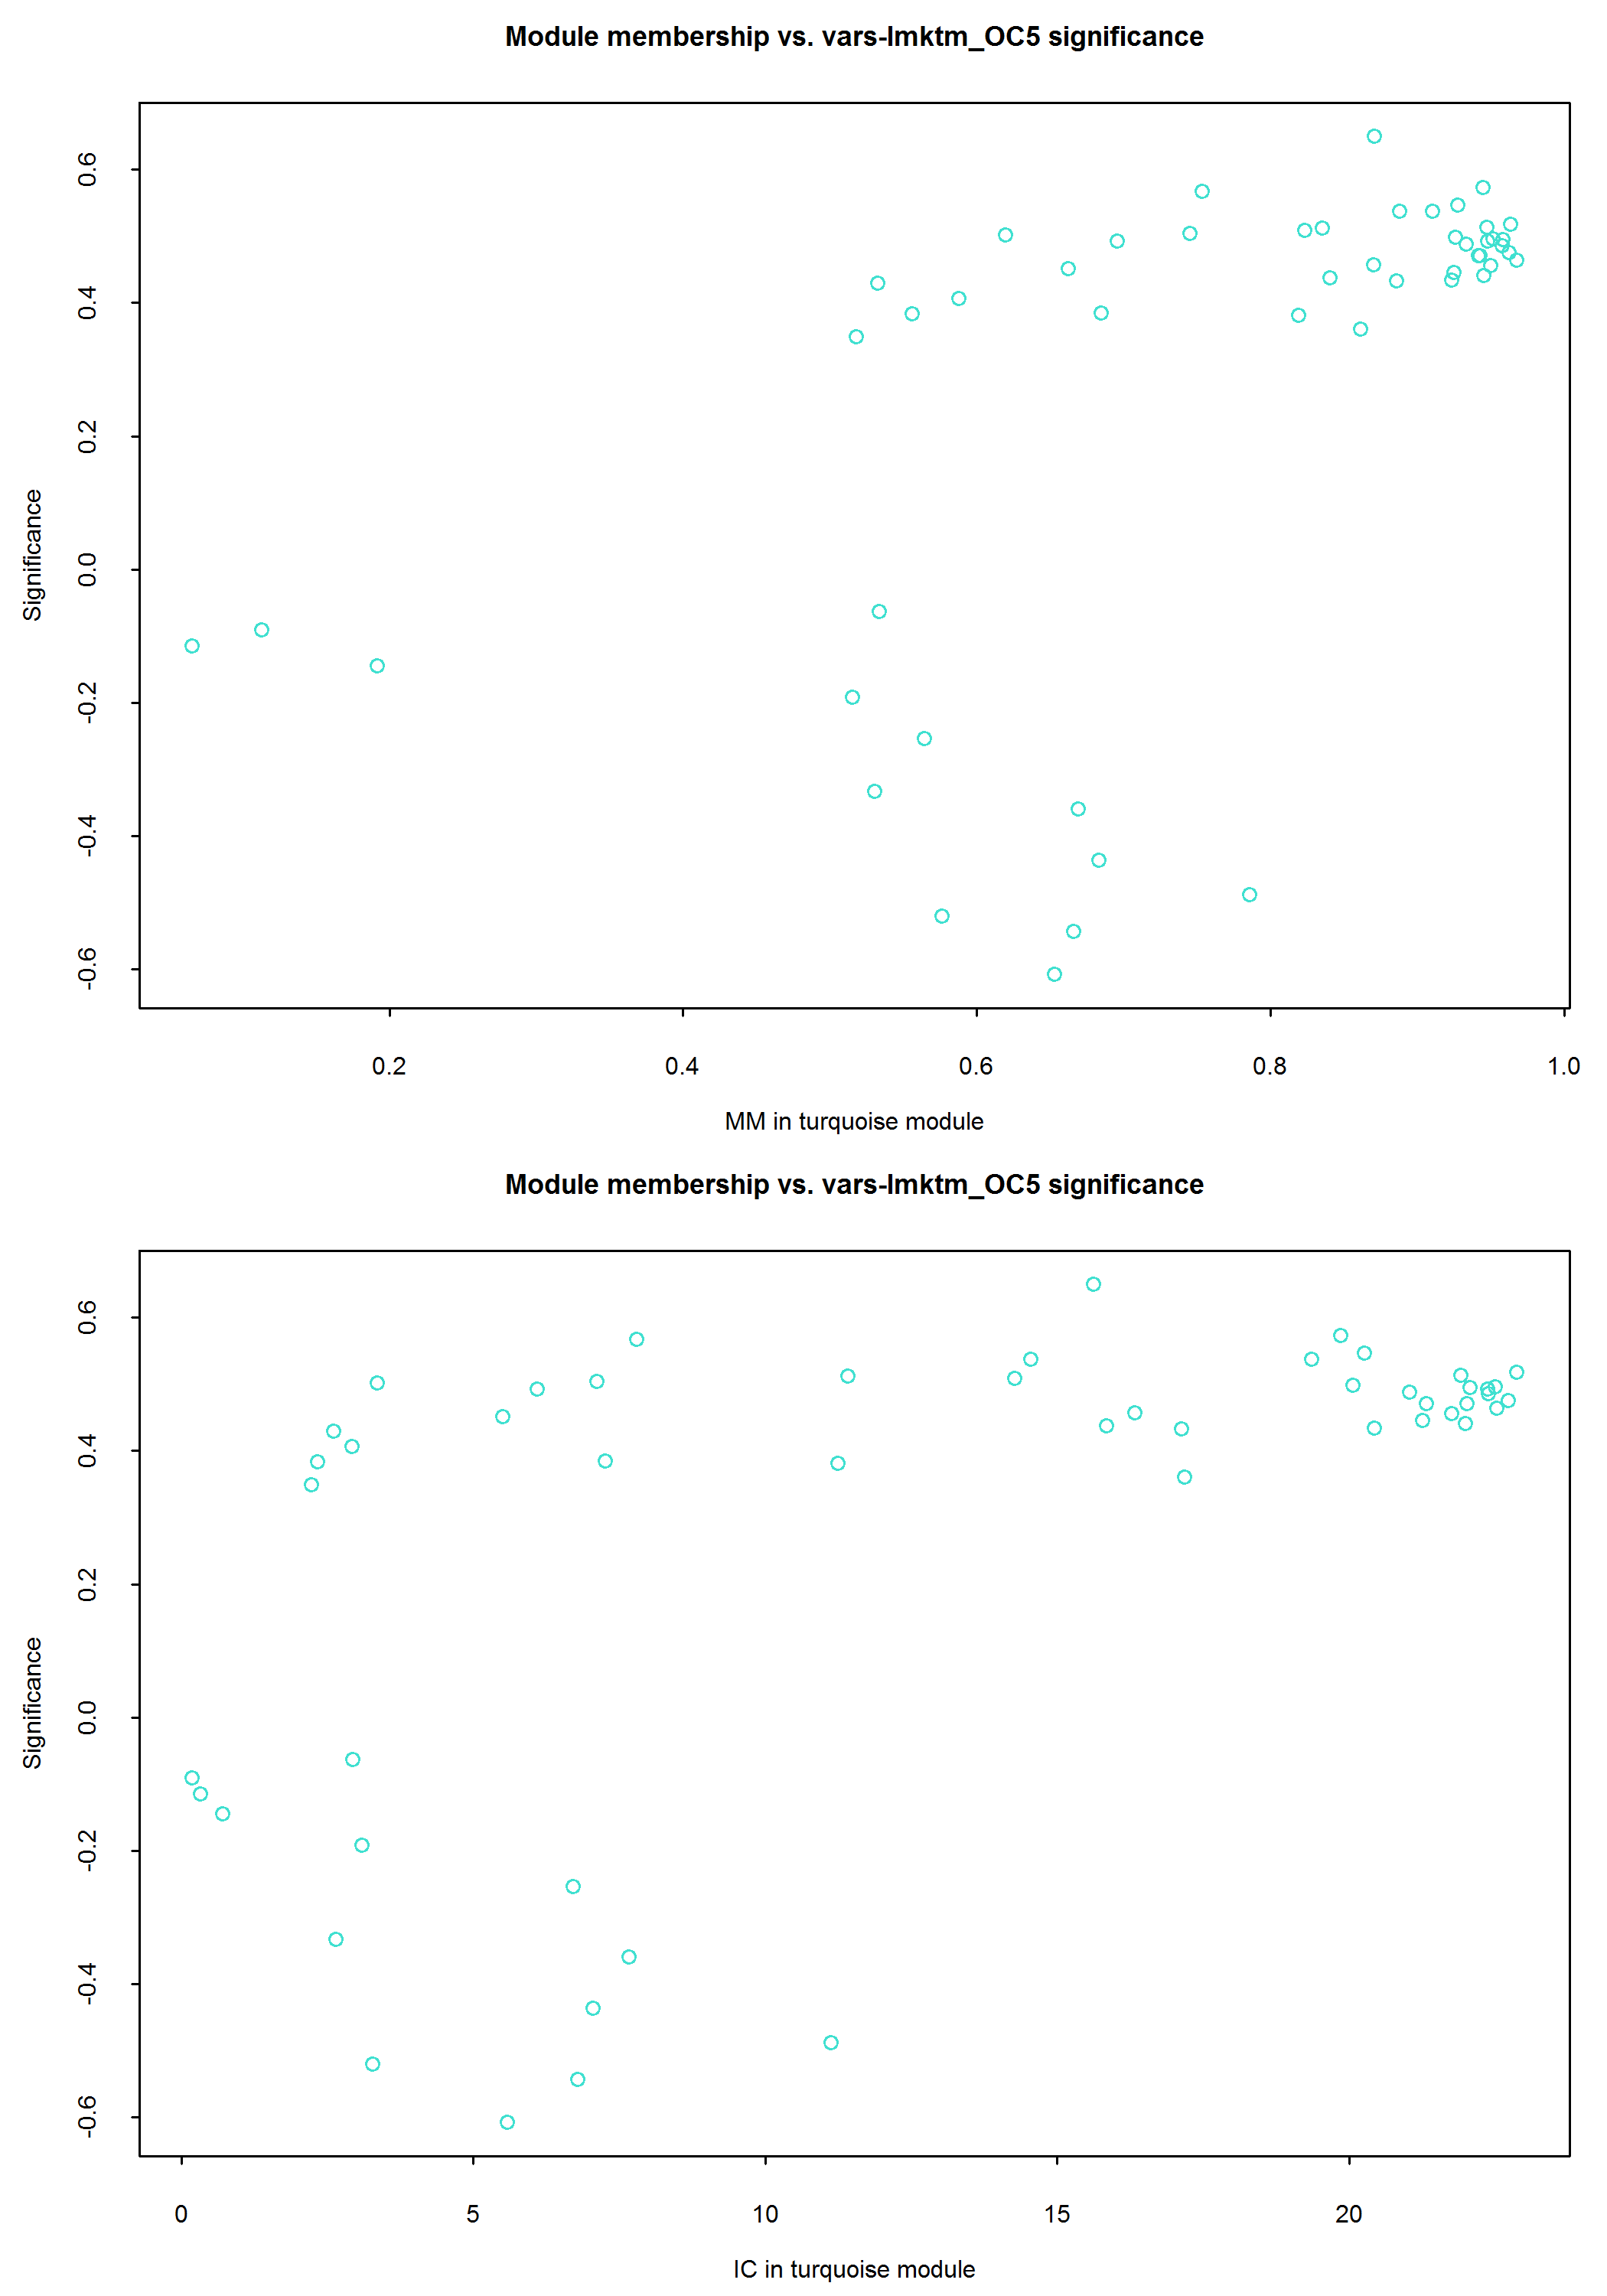 Module membership vs. vars-lmktm_OC5 significance
Significance
0.6
0.4
0.2
0.0
-0.2
-0.4
-0.6
0.2 0.4 0.6 0.8 1.0
MM in turquoise module
Module membership vs. vars-lmktm_OC5 significance
Significance
0.6
0.4
0.2
0.0
-0.2
-0.4
-0.6
0 5 10 15 20
IC in turquoise module